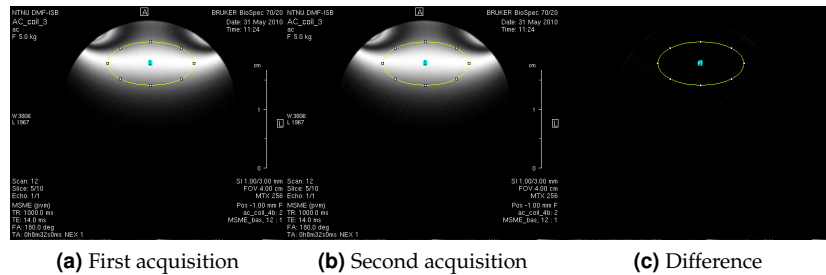 NTNU DMF-ISB
AC_coil_3
ac
F 5.0 kg
A
BRUKER BioSpec 70/20
Date: 31 May 2010
Time: 11:24
1
cm
1
L
0
W 3806
L 1967
Scan: 12
Slice: 5/10
Echo: 1/1
MSME (pvm)
TR: 1000.0 ms
TE: 14.0 ms
FA: 180.0 deg
TA: 0h8m32s0ms NEX 1
SI 1.00/3.00 mm
FOV 4.00 cm
MTX 256
Pos -1.00 mm F
ac_coil_4b: 2
MSME_bas, 12 : 1
NTNU DMF-ISB
AC_coil_3
ac
F 5.0 kg
A
BRUKER BioSpec 70/20
Date: 31 May 2010
Time: 11:24
1
cm
1
L
0
W 3806
L 1967
Scan: 12
Slice: 5/10
Echo: 1/1
MSME (pvm)
TR: 1000.0 ms
TE: 14.0 ms
FA: 180.0 deg
TA: 0h8m32s0ms NEX 1
SI 1.00/3.00 mm
FOV 4.00 cm
MTX 256
Pos -1.00 mm F
ac_coil_4b: 2
MSME_bas, 12 : 1
(a) First acquisition
(b) Second acquisition
(c) Difference